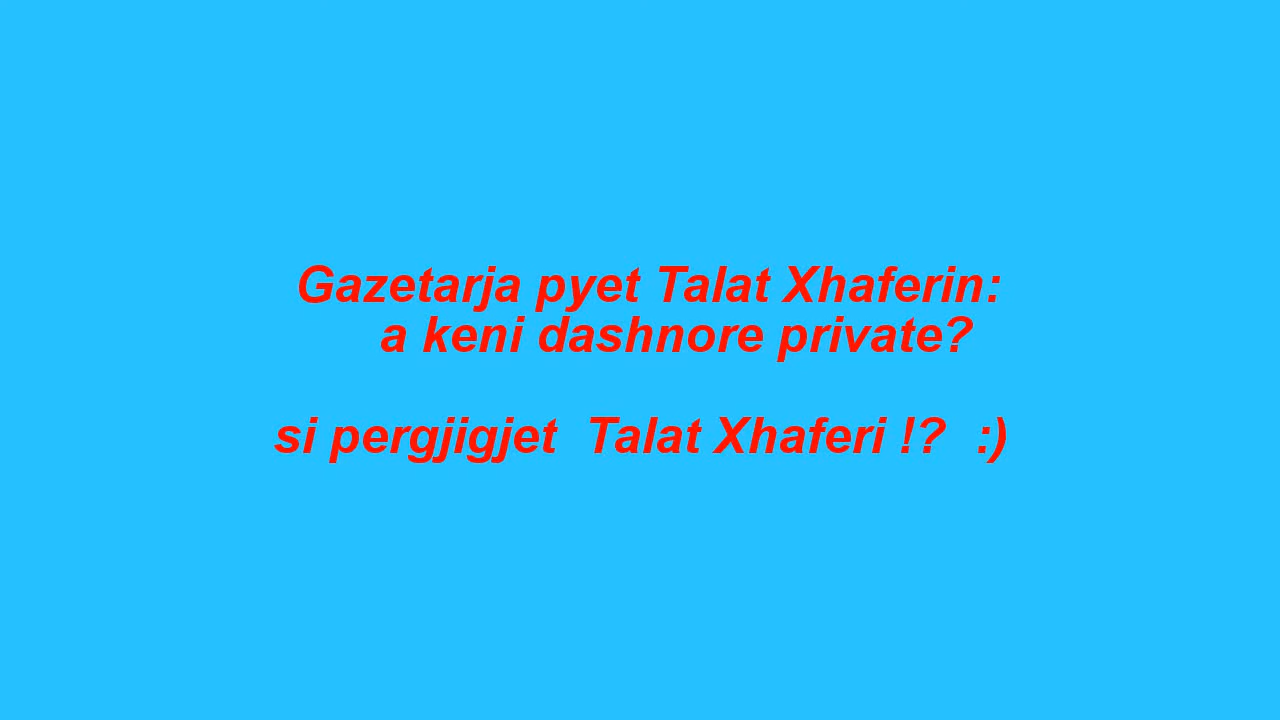 Gazetarja pyet Talat Xhaferin:
a keni dashnore private?
si pergjigjet  Talat Xhaferi !?  :)